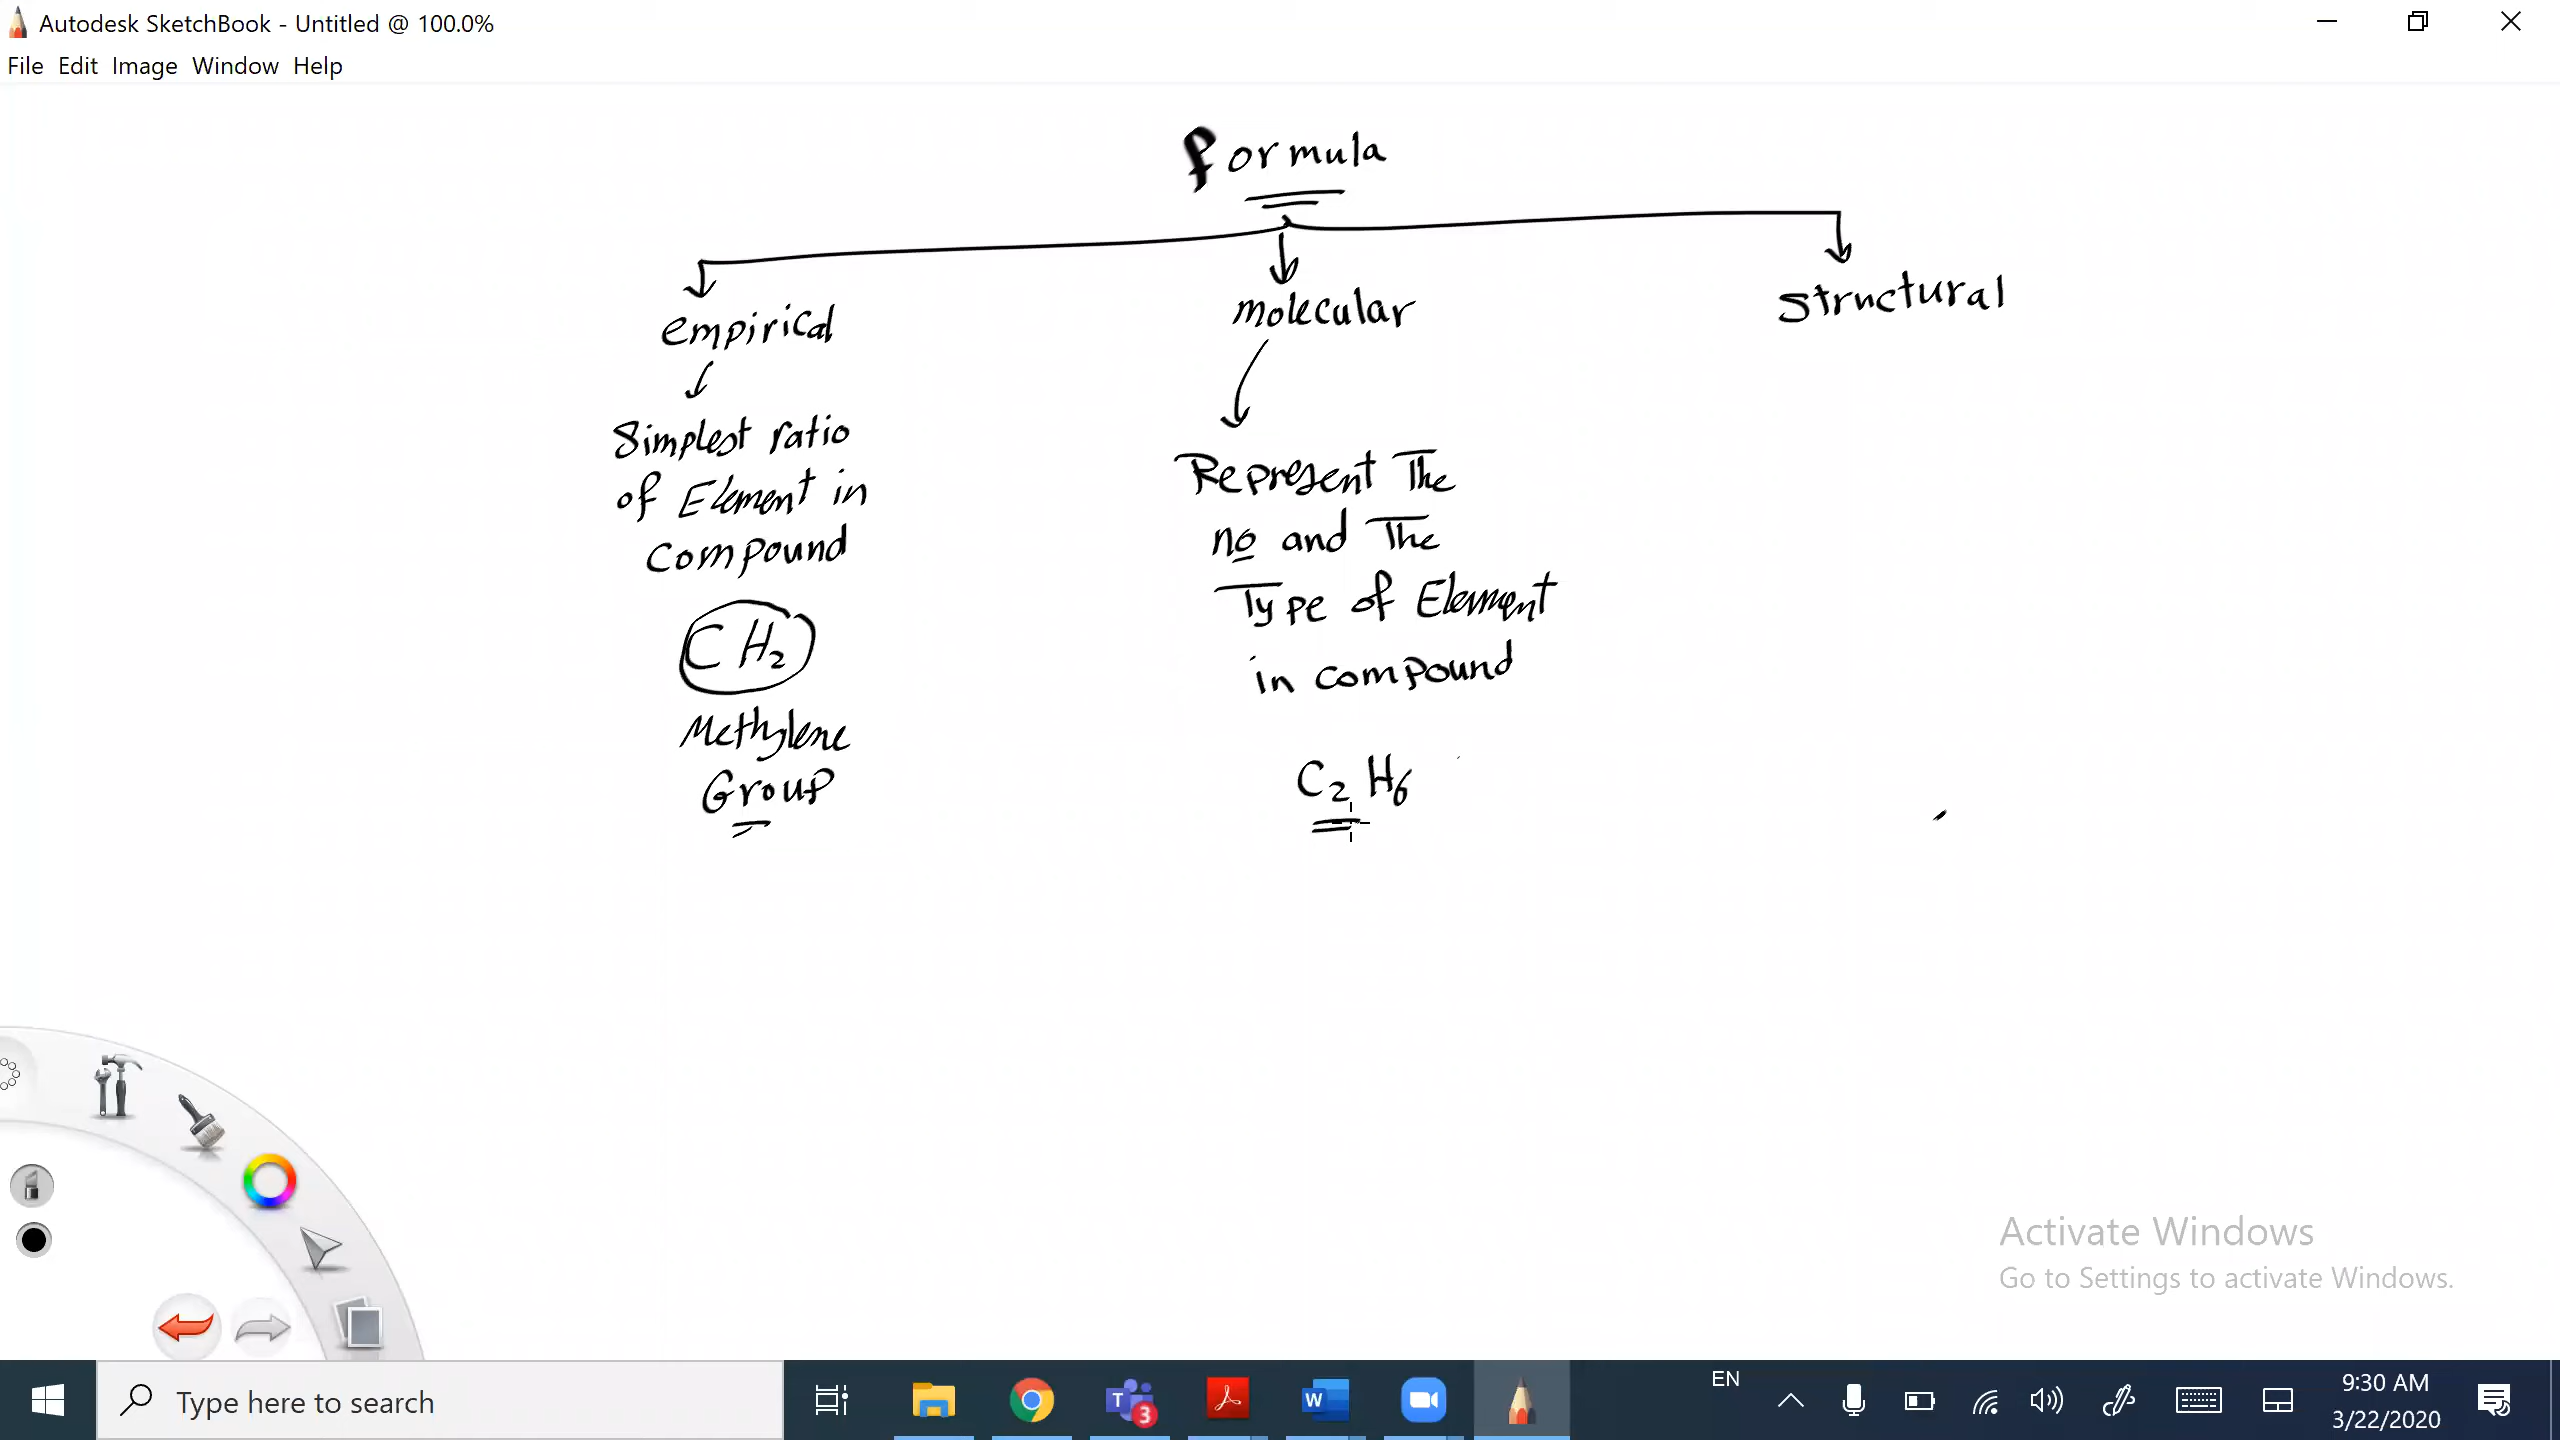 Autodesk SketchBook - Untitled @ 100.0%
File Edit Image Window Help
formula
empirical
molecular
structural
Simplest ratio
of Element in
compound
CH₂
Methylene
Group
Represent The
no and The
Type of Element
in compound
C₂H₆
Activate Windows
Go to Settings to activate Windows.
Type here to search
3
EN
9:30 AM
3/22/2020